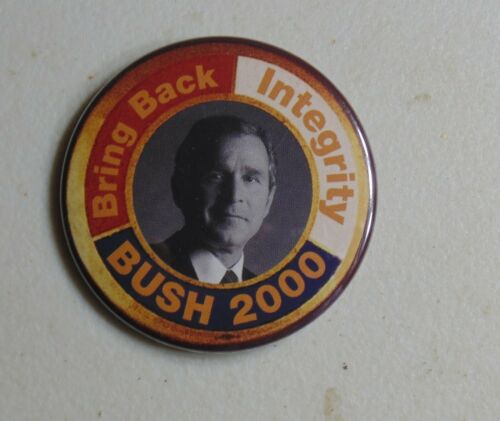 Bring Back
Integrity
BUSH 2000